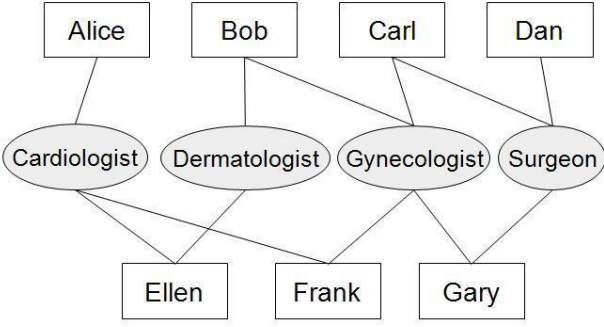 Alice
Bob
Carl
Dan
Cardiologist
Dermatologist
Gynecologist
Surgeon
Ellen
Frank
Gary